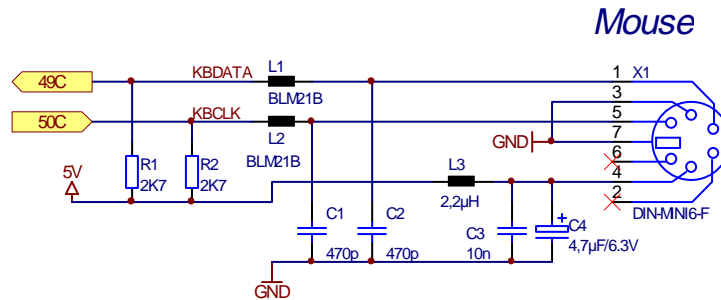 Mouse
49C
KBDATA
L1
BLM21B
1
X1
3
50C
KBCLK
L2
BLM21B
5
GND
7
6
R1
2K7
R2
2K7
5V
L3
2,2µH
4
2
DIN-MINI6-F
C1
470p
C2
470p
C3
10n
+
C4
4,7µF/6.3V
GND